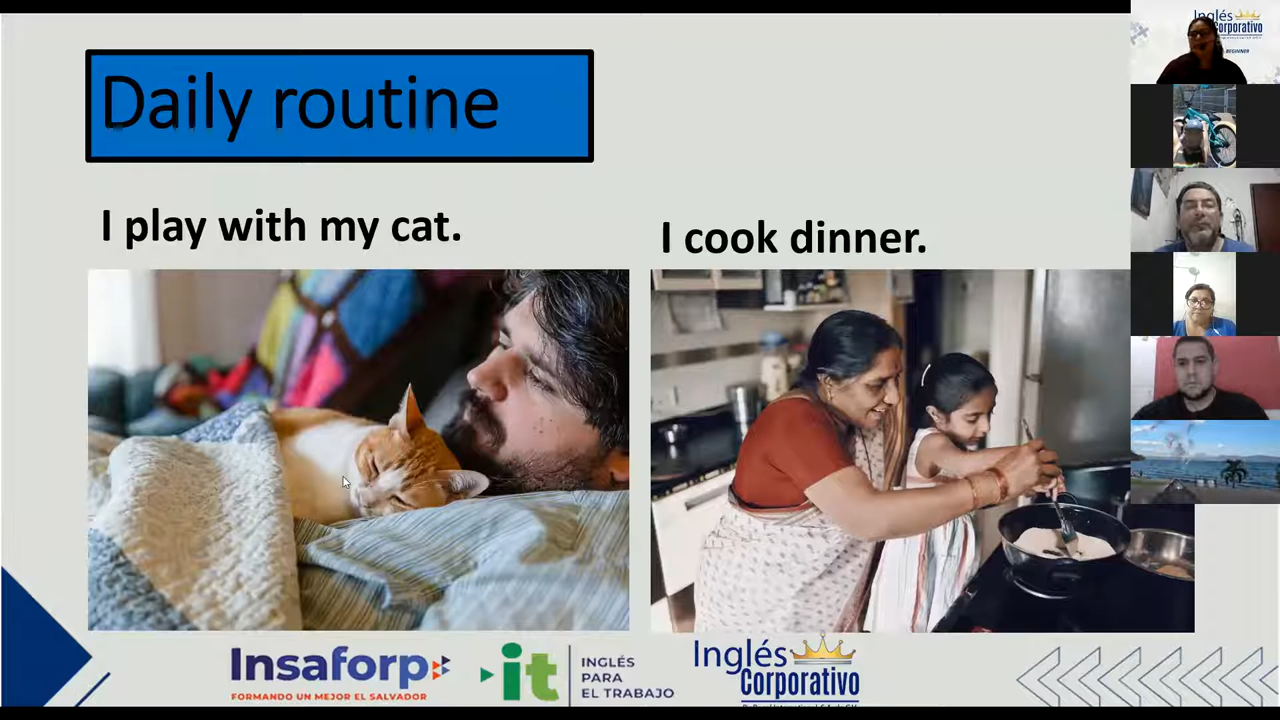 Daily routine
I play with my cat.
I cook dinner.
Insaforp
FORMANDO UN MEJOR EL SALVADOR
it
INGLÉS
PARA
EL TRABAJO
Inglés
Corporativo
Inglés
Corporativo
BEGINNER